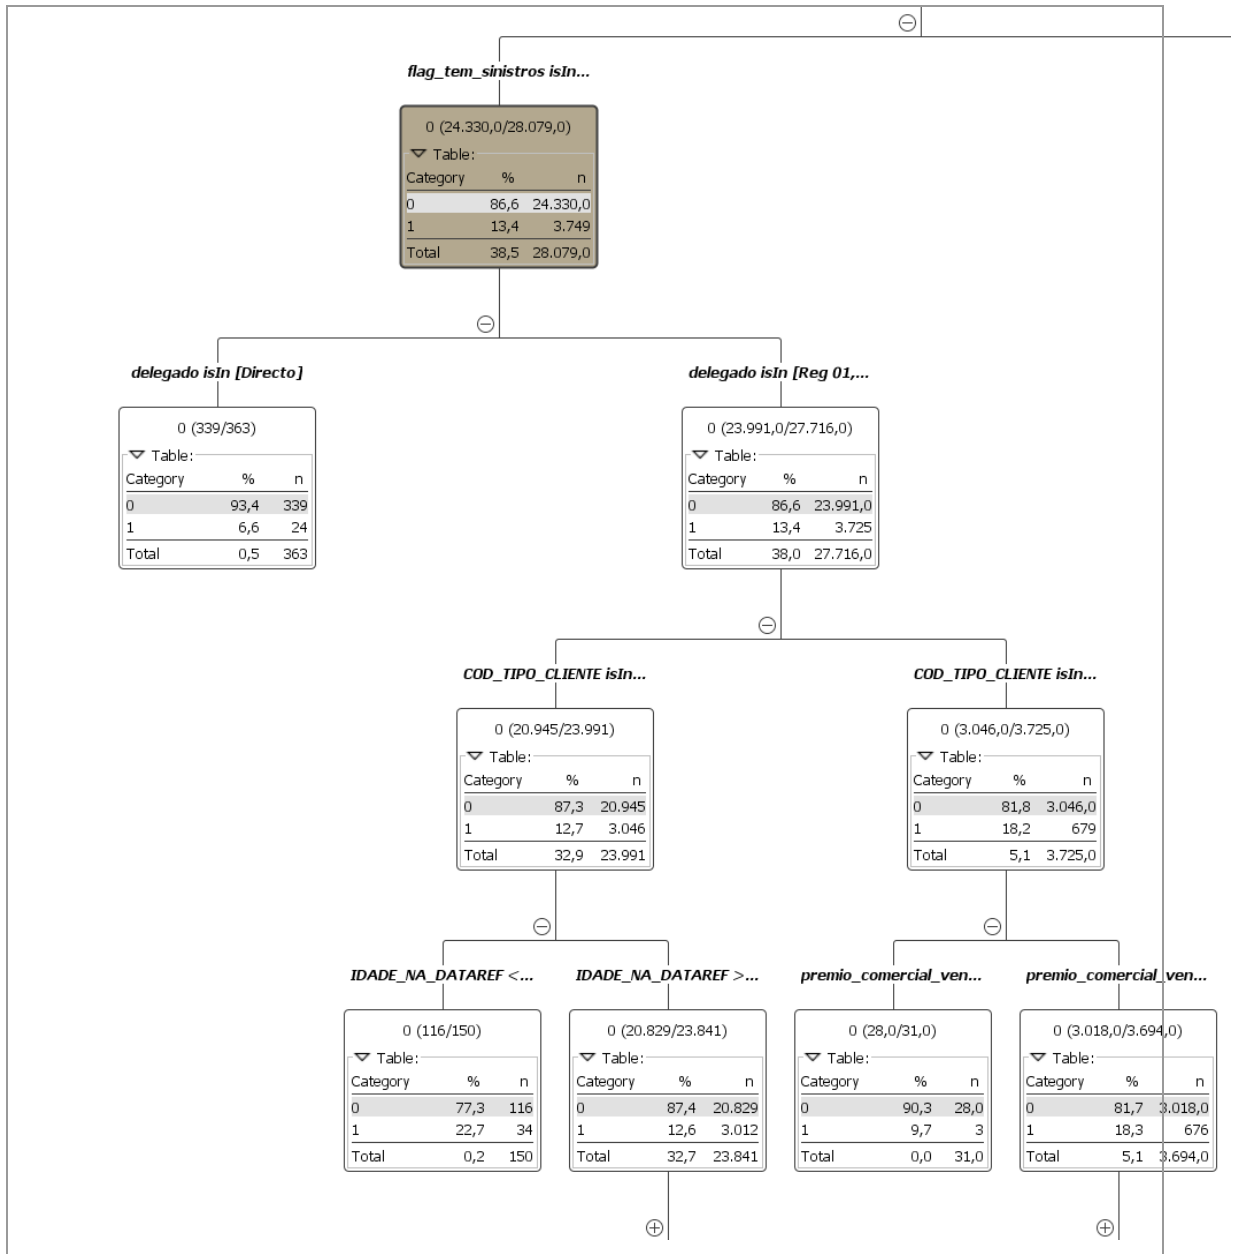 flag_tem_sinistros isIn...
0 (24.330,0/28.079,0)
Table:
Category % n
0 86,6 24.330,0
1 13,4 3.749
Total 38,5 28.079,0
delegado isIn [Directo]
0 (339/363)
Table:
Category % n
0 93,4 339
1 6,6 24
Total 0,5 363
delegado isIn [Reg 01,...
0 (23.991,0/27.716,0)
Table:
Category % n
0 86,6 23.991,0
1 13,4 3.725
Total 38,0 27.716,0
COD_TIPO_CLIENTE isIn...
0 (20.945/23.991)
Table:
Category % n
0 87,3 20.945
1 12,7 3.046
Total 32,9 23.991
COD_TIPO_CLIENTE isIn...
0 (3.046,0/3.725,0)
Table:
Category % n
0 81,8 3.046,0
1 18,2 679
Total 5,1 3.725,0
IDADE_NA_DATAREF <...
0 (116/150)
Table:
Category % n
0 77,3 116
1 22,7 34
Total 0,2 150
IDADE_NA_DATAREF >...
0 (20.829/23.841)
Table:
Category % n
0 87,4 20.829
1 12,6 3.012
Total 32,7 23.841
premio_comercial_ven...
0 (28,0/31,0)
Table:
Category % n
0 90,3 28,0
1 9,7 3
Total 0,0 31,0
premio_comercial_ven...
0 (3.018,0/3.694,0)
Table:
Category % n
0 81,7 3.018,0
1 18,3 676
Total 5,1 3.694,0